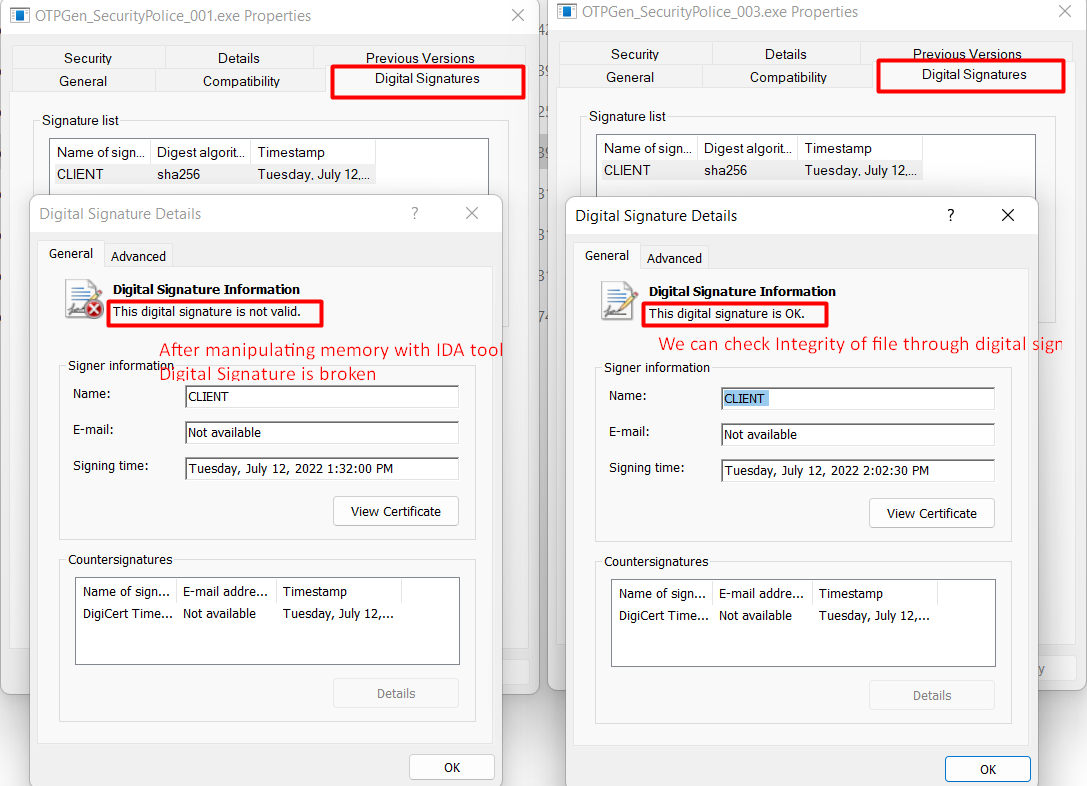 OTPGen_SecurityPolice_001.exe Properties
Security Details Previous Versions
General Compatibility Digital Signatures
Signature list
Name of sign... Digest algorit... Timestamp
CLIENT sha256 Tuesday, July 12,...
Digital Signature Details ?
General Advanced
Digital Signature Information
This digital signature is not valid.
After manipulating memory with IDA tool
Digital Signature is broken
Signer information
Name: CLIENT
E-mail: Not available
Signing time: Tuesday, July 12, 2022 1:32:00 PM
View Certificate
Countersignatures
Name of sign... E-mail addre... Timestamp
DigiCert Time... Not available Tuesday, July 12,...
Details
OK
OTPGen_SecurityPolice_003.exe Properties
Security Details Previous Versions
General Compatibility Digital Signatures
Signature list
Name of sign... Digest algorit... Timestamp
CLIENT sha256 Tuesday, July 12,...
Digital Signature Details ?
General Advanced
Digital Signature Information
This digital signature is OK.
We can check Integrity of file through digital sign
Signer information
Name: CLIENT
E-mail: Not available
Signing time: Tuesday, July 12, 2022 2:02:30 PM
View Certificate
Countersignatures
Name of sign... E-mail addre... Timestamp
DigiCert Time... Not available Tuesday, July 12,...
Details
OK